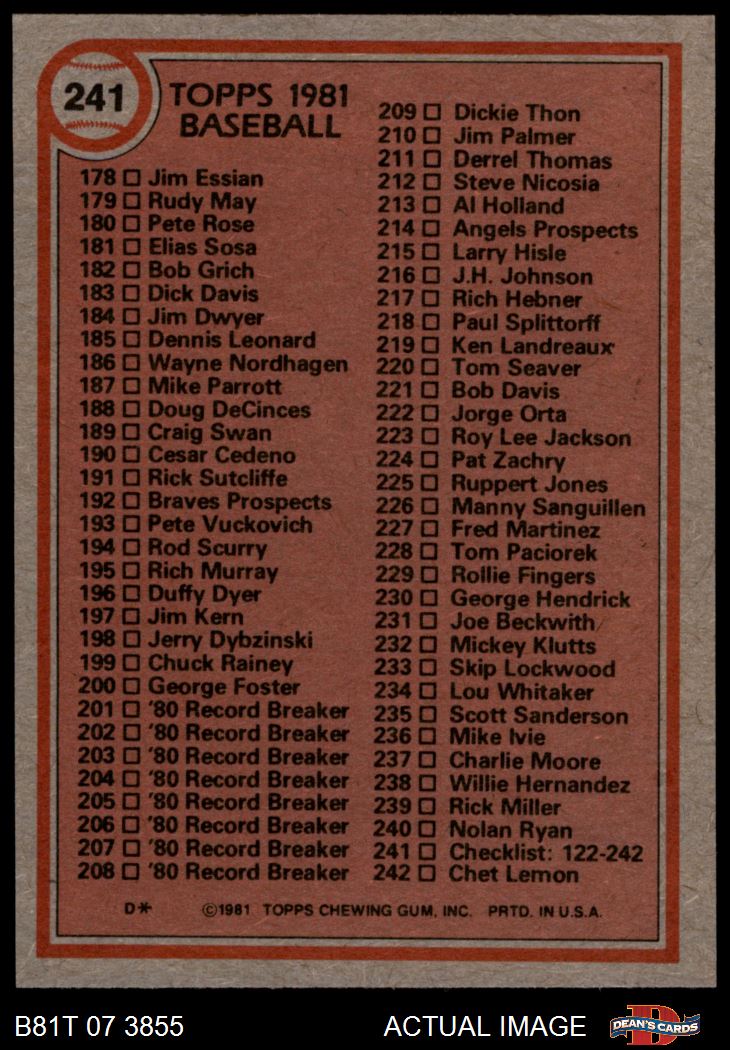 241
TOPPS 1981
BASEBALL
178 □ Jim Essian
179 □ Rudy May
180 □ Pete Rose
181 □ Elias Sosa
182 □ Bob Grich
183 □ Dick Davis
184 □ Jim Dwyer
185 □ Dennis Leonard
186 □ Wayne Nordhagen
187 □ Mike Parrott
188 □ Doug DeCinces
189 □ Craig Swan
190 □ Cesar Cedeno
191 □ Rick Sutcliffe
192 □ Braves Prospects
193 □ Pete Vuckovich
194 □ Rod Scurry
195 □ Rich Murray
196 □ Duffy Dyer
197 □ Jim Kern
198 □ Jerry Dybzinski
199 □ Chuck Rainey
200 □ George Foster
201 □ '80 Record Breaker
202 □ '80 Record Breaker
203 □ '80 Record Breaker
204 □ '80 Record Breaker
205 □ '80 Record Breaker
206 □ '80 Record Breaker
207 □ '80 Record Breaker
208 □ '80 Record Breaker
209 □ Dickie Thon
210 □ Jim Palmer
211 □ Derrel Thomas
212 □ Steve Nicosia
213 □ Al Holland
214 □ Angels Prospects
215 □ Larry Hisle
216 □ J.H. Johnson
217 □ Rich Hebner
218 □ Paul Splittorff
219 □ Ken Landreaux
220 □ Tom Seaver
221 □ Bob Davis
222 □ Jorge Orta
223 □ Roy Lee Jackson
224 □ Pat Zachry
225 □ Ruppert Jones
226 □ Manny Sanguillen
227 □ Fred Martinez
228 □ Tom Paciorek
229 □ Rollie Fingers
230 □ George Hendrick
231 □ Joe Beckwith
232 □ Mickey Klutts
233 □ Skip Lockwood
234 □ Lou Whitaker
235 □ Scott Sanderson
236 □ Mike Ivie
237 □ Charlie Moore
238 □ Willie Hernandez
239 □ Rick Miller
240 □ Nolan Ryan
241 □ Checklist: 122-242
242 □ Chet Lemon
D* ©1981 TOPPS CHEWING GUM, INC. PRTD. IN U.S.A.
B81T 07 3855 ACTUAL IMAGE DEAN'S CARDS